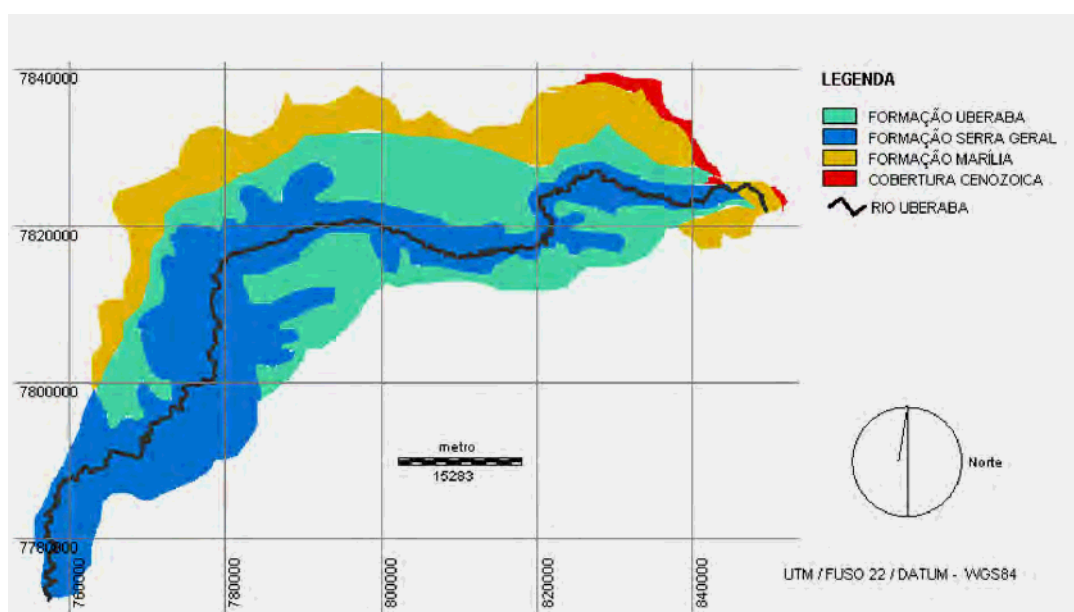 7840000
7820000
7800000
7780000
760000
780000
800000
820000
840000
LEGENDA
FORMAÇÃO UBERABA
FORMAÇÃO SERRA GERAL
FORMAÇÃO MARÍLIA
COBERTURA CENOZOICA
RIO UBERABA
metro
15283
Norte
UTM / FUSO 22 / DATUM - WGS84